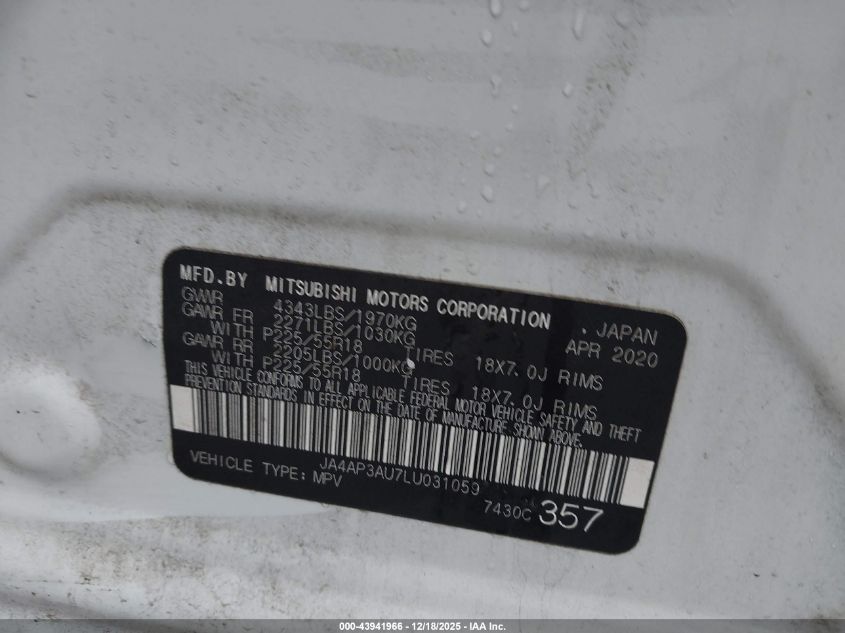 MFD.BY MITSUBISHI MOTORS CORPORATION . JAPAN
GVWR 4343LBS/1970KG APR 2020
GAWR FR 2271LBS/1030KG
WITH P225/55R18 TIRES 18X7.0J RIMS
GAWR RR 2205LBS/1000KG
WITH P225/55R18 TIRES 18X7.0J RIMS
THIS VEHICLE CONFORMS TO ALL APPLICABLE FEDERAL MOTOR VEHICLE SAFETY AND THEFT
PREVENTION STANDARDS IN EFFECT ON THE DATE OF MANUFACTURE SHOWN ABOVE.
JA4AP3AU7LU031059
VEHICLE TYPE: MPV
7430C 357
000-43941966 - 12/18/2025 - IAA Inc.